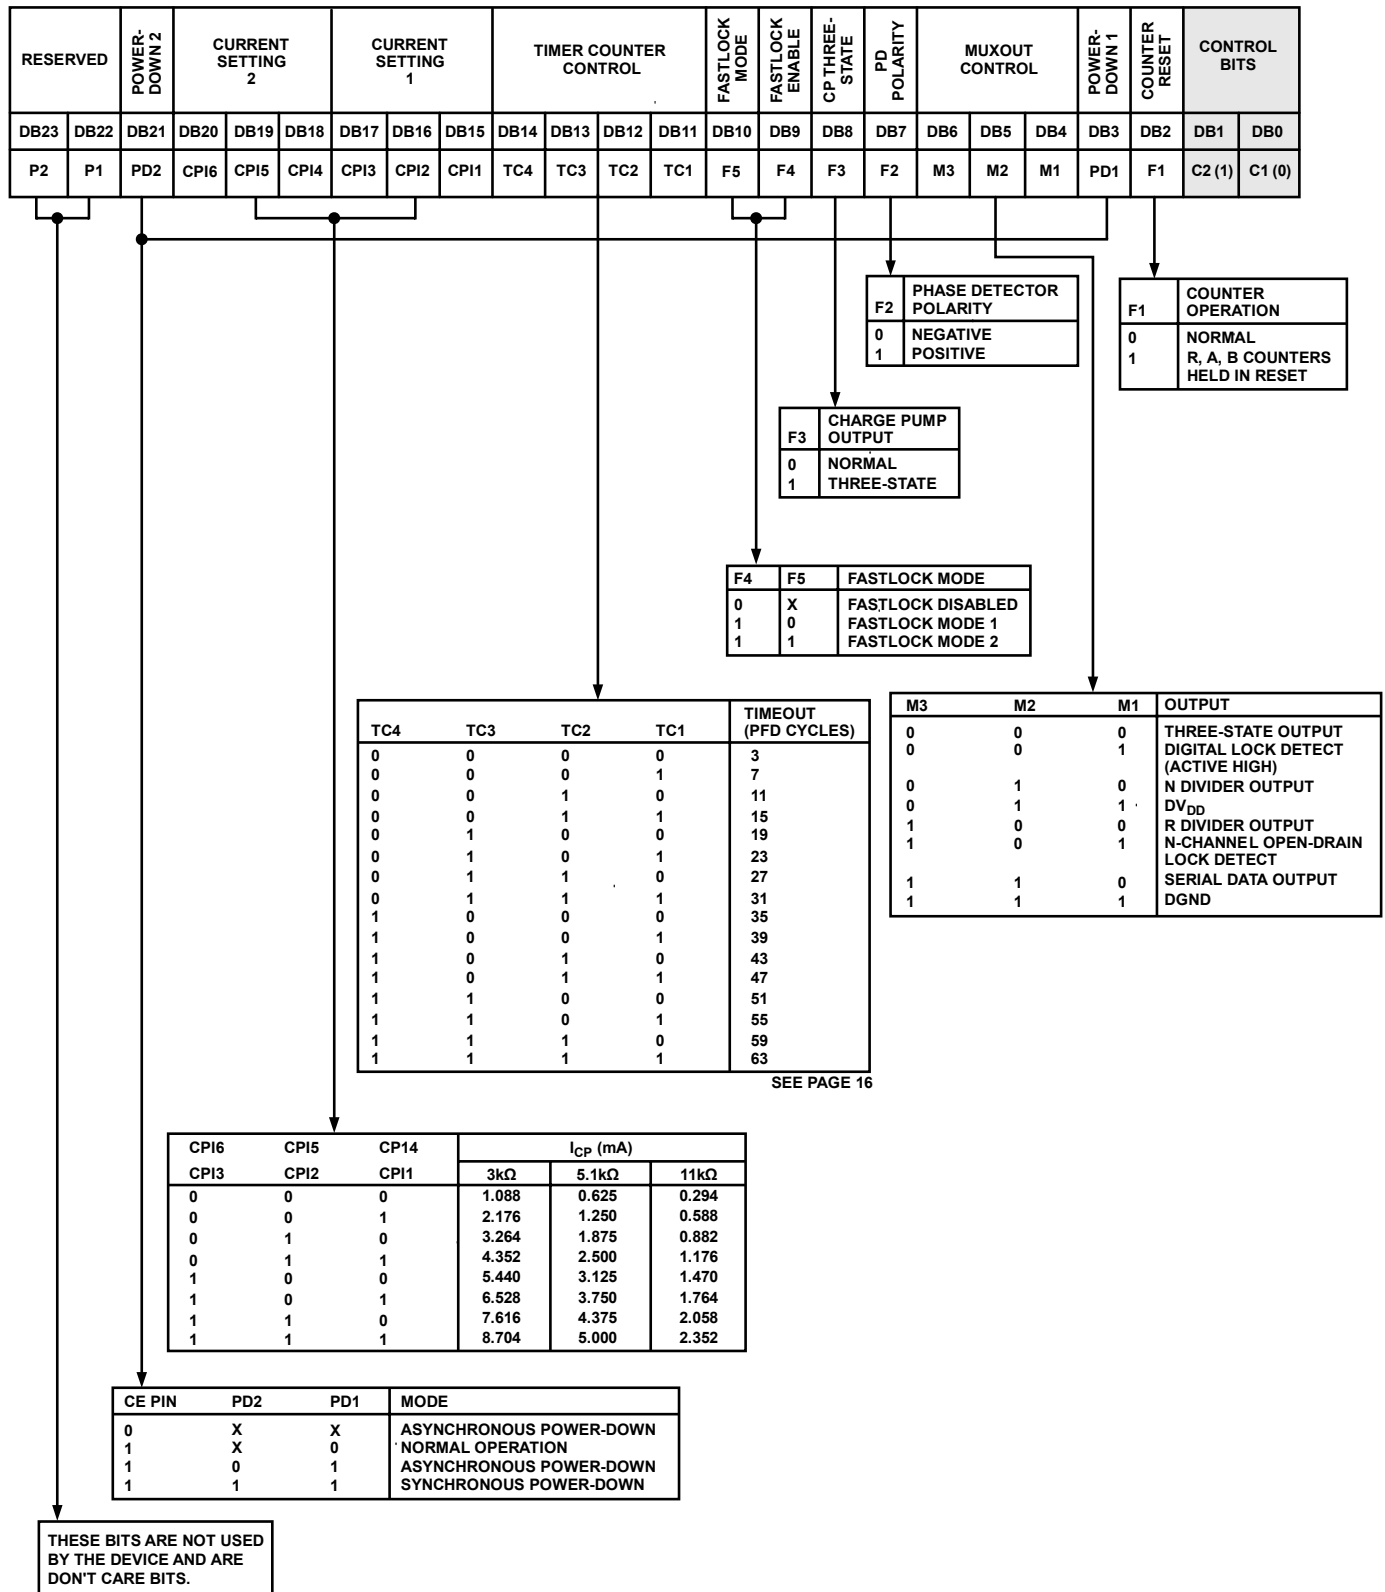 RESERVED
POWER-
DOWN 2
CURRENT
SETTING
2
CURRENT
SETTING
1
TIMER COUNTER
CONTROL
FASTLOCK
MODE
FASTLOCK
ENABLE
CP THREE-
STATE
PD
POLARITY
MUXOUT
CONTROL
POWER-
DOWN 1
COUNTER
RESET
CONTROL
BITS
DB23 DB22 DB21 DB20 DB19 DB18 DB17 DB16 DB15 DB14 DB13 DB12 DB11 DB10 DB9 DB8 DB7 DB6 DB5 DB4 DB3 DB2 DB1 DB0
P2 P1 PD2 CPI6 CPI5 CPI4 CPI3 CPI2 CPI1 TC4 TC3 TC2 TC1 F5 F4 F3 F2 M3 M2 M1 PD1 F1 C2 (1) C1 (0)
F2 PHASE DETECTOR
POLARITY
0 NEGATIVE
1 POSITIVE
F1 COUNTER
OPERATION
0 NORMAL
1 R, A, B COUNTERS
HELD IN RESET
F3 CHARGE PUMP
OUTPUT
0 NORMAL
1 THREE-STATE
F4 F5 FASTLOCK MODE
0 X FASTLOCK DISABLED
1 0 FASTLOCK MODE 1
1 1 FASTLOCK MODE 2
TC4 TC3 TC2 TC1 TIMEOUT
(PFD CYCLES)
0 0 0 0 3
0 0 0 1 7
0 0 1 0 11
0 0 1 1 15
0 1 0 0 19
0 1 0 1 23
0 1 1 0 27
0 1 1 1 31
1 0 0 0 35
1 0 0 1 39
1 0 1 0 43
1 0 1 1 47
1 1 0 0 51
1 1 0 1 55
1 1 1 0 59
1 1 1 1 63
SEE PAGE 16
M3 M2 M1 OUTPUT
0 0 0 THREE-STATE OUTPUT
0 0 1 DIGITAL LOCK DETECT
(ACTIVE HIGH)
0 1 0 N DIVIDER OUTPUT
0 1 1 DVDD
1 0 0 R DIVIDER OUTPUT
1 0 1 N-CHANNEL OPEN-DRAIN
LOCK DETECT
1 1 0 SERIAL DATA OUTPUT
1 1 1 DGND
CPI6 CPI5 CP14 ICP (mA)
CPI3 CPI2 CPI1 3kΩ 5.1kΩ 11kΩ
0 0 0 1.088 0.625 0.294
0 0 1 2.176 1.250 0.588
0 1 0 3.264 1.875 0.882
0 1 1 4.352 2.500 1.176
1 0 0 5.440 3.125 1.470
1 0 1 6.528 3.750 1.764
1 1 0 7.616 4.375 2.058
1 1 1 8.704 5.000 2.352
CE PIN PD2 PD1 MODE
0 X X ASYNCHRONOUS POWER-DOWN
1 X 0 NORMAL OPERATION
1 0 1 ASYNCHRONOUS POWER-DOWN
1 1 1 SYNCHRONOUS POWER-DOWN
THESE BITS ARE NOT USED
BY THE DEVICE AND ARE
DON'T CARE BITS.